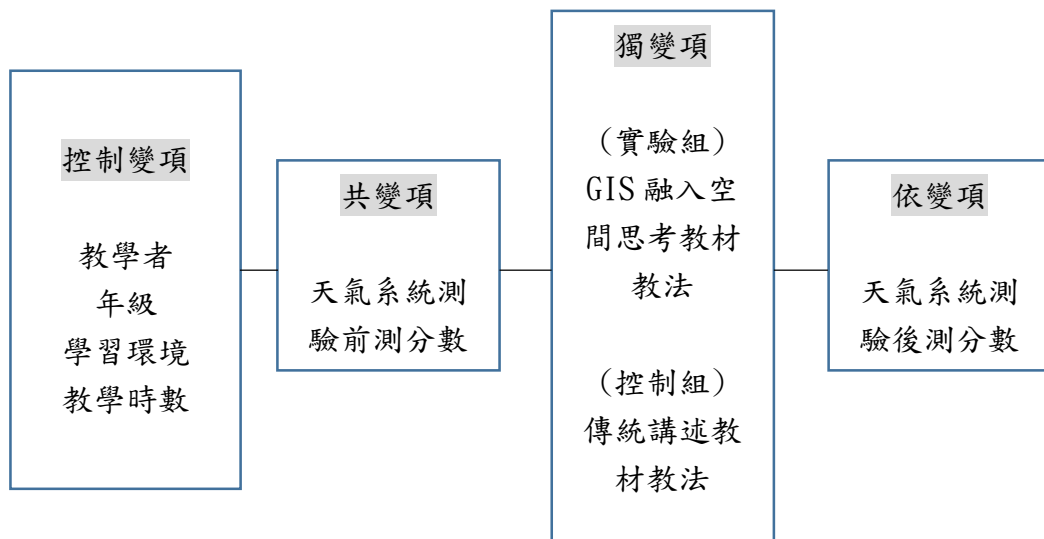 控制變項
教學者
年級
學習環境
教學時數
共變項
天氣系統測
驗前測分數
獨變項
（實驗組）
GIS 融入空
間思考教材
教法
（控制組）
傳統講述教
材教法
依變項
天氣系統測
驗後測分數